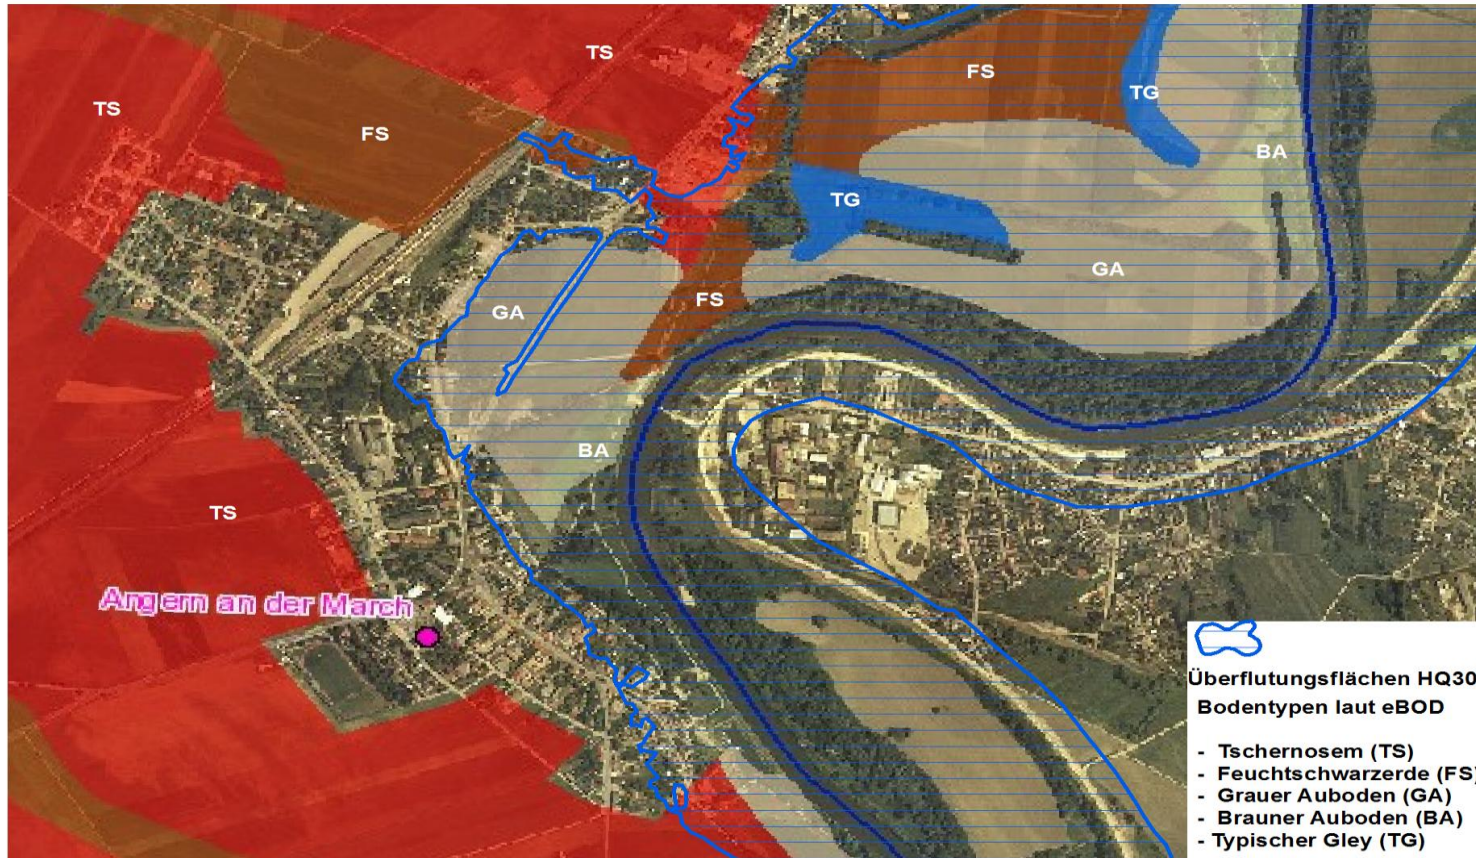 TS
TS
FS
FS
TG
BA
TG
GA
FS
GA
BA
TS
Angern an der March
Überflutungsflächen HQ30
Bodentypen laut eBOD
- Tschernosem (TS)
- Feuchtschwarzerde (FS)
- Grauer Auboden (GA)
- Brauner Auboden (BA)
- Typischer Gley (TG)